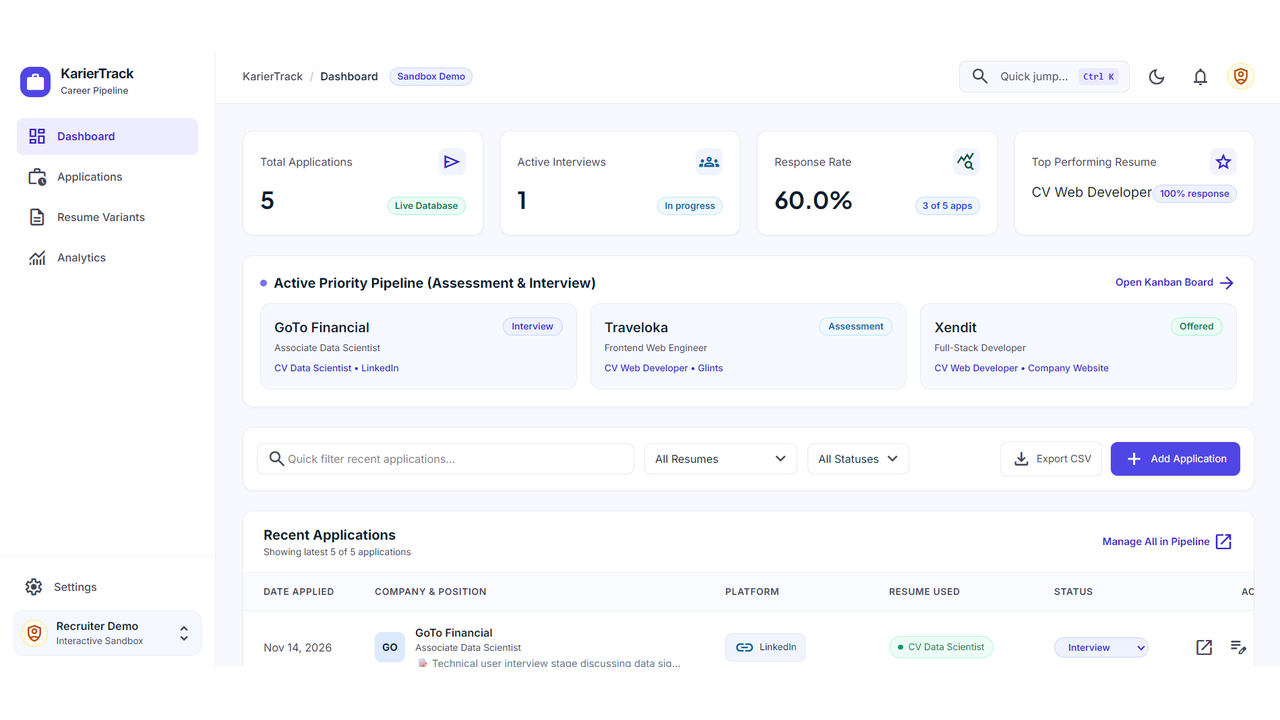 KarierTrack
Career Pipeline
Dashboard
Applications
Resume Variants
Analytics
Settings
Recruiter Demo
Interactive Sandbox
KarierTrack / Dashboard Sandbox Demo
Quick jump... Ctrl K
Total Applications
5
Live Database
Active Interviews
1
In progress
Response Rate
60.0%
3 of 5 apps
Top Performing Resume
CV Web Developer
100% response
Active Priority Pipeline (Assessment & Interview)
Open Kanban Board
GoTo Financial
Interview
Associate Data Scientist
CV Data Scientist • LinkedIn
Traveloka
Assessment
Frontend Web Engineer
CV Web Developer • Glints
Xendit
Offered
Full-Stack Developer
CV Web Developer • Company Website
Quick filter recent applications...
All Resumes
All Statuses
Export CSV
Add Application
Recent Applications
Showing latest 5 of 5 applications
Manage All in Pipeline
DATE APPLIED COMPANY & POSITION PLATFORM RESUME USED STATUS AC
Nov 14, 2026
GO
GoTo Financial
Associate Data Scientist
Technical user interview stage discussing data sig...
LinkedIn
CV Data Scientist
Interview